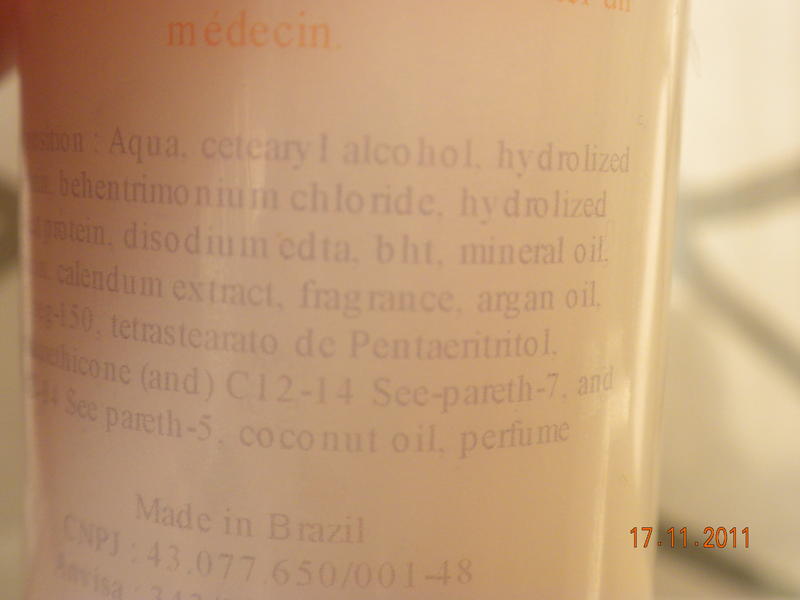 médecin.
: Aqua, cetearyl alcohol, hydrolized
behentrimonium chloride, hydrolized
protein, disodium edta, bht, mineral oil,
calendum extract, fragrance, argan oil,
-150, tetrastearato de Pentaeritritol,
(and) C12-14 See-pareth-7, and
See pareth-5, coconut oil, perfume
Made in Brazil
CNPJ : 43.077.650/001-48
Anvisa :
17.11.2011